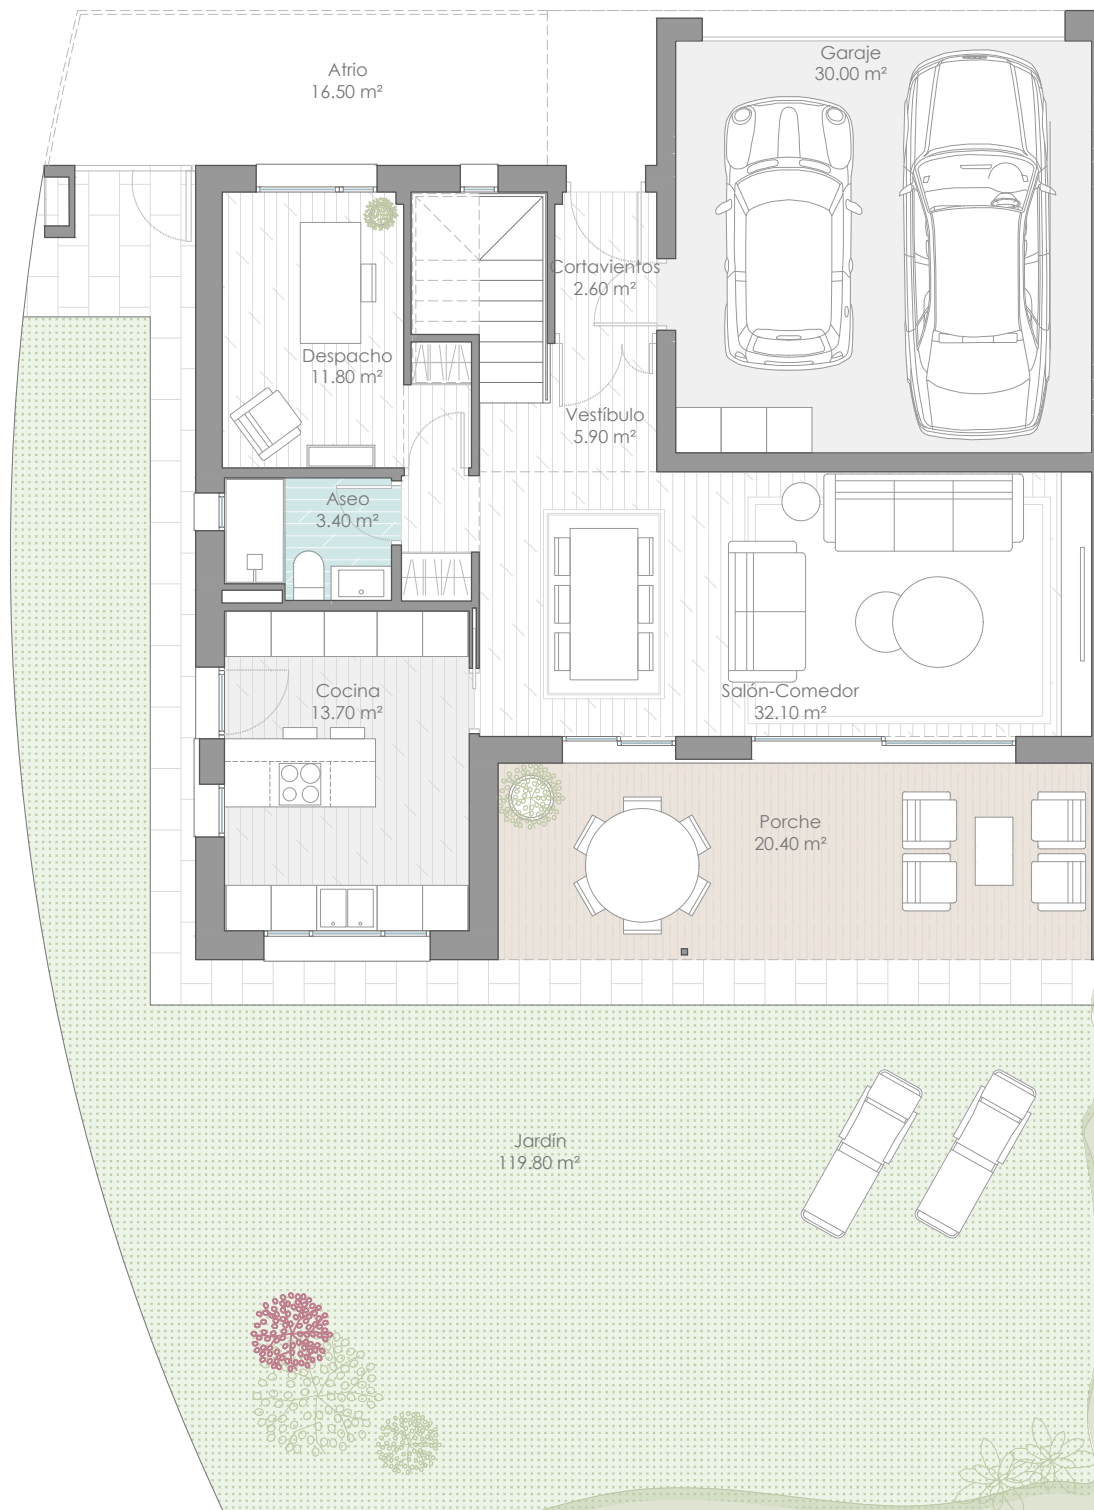 Garaje
30.00 m²
Atrio
16.50 m²
Cortavientos
2.60 m²
Despacho
11.80 m²
Vestíbulo
5.90 m²
Aseo
3.40 m²
Cocina
13.70 m²
Salón-Comedor
32.10 m²
Porche
20.40 m²
Jardín
119.80 m²